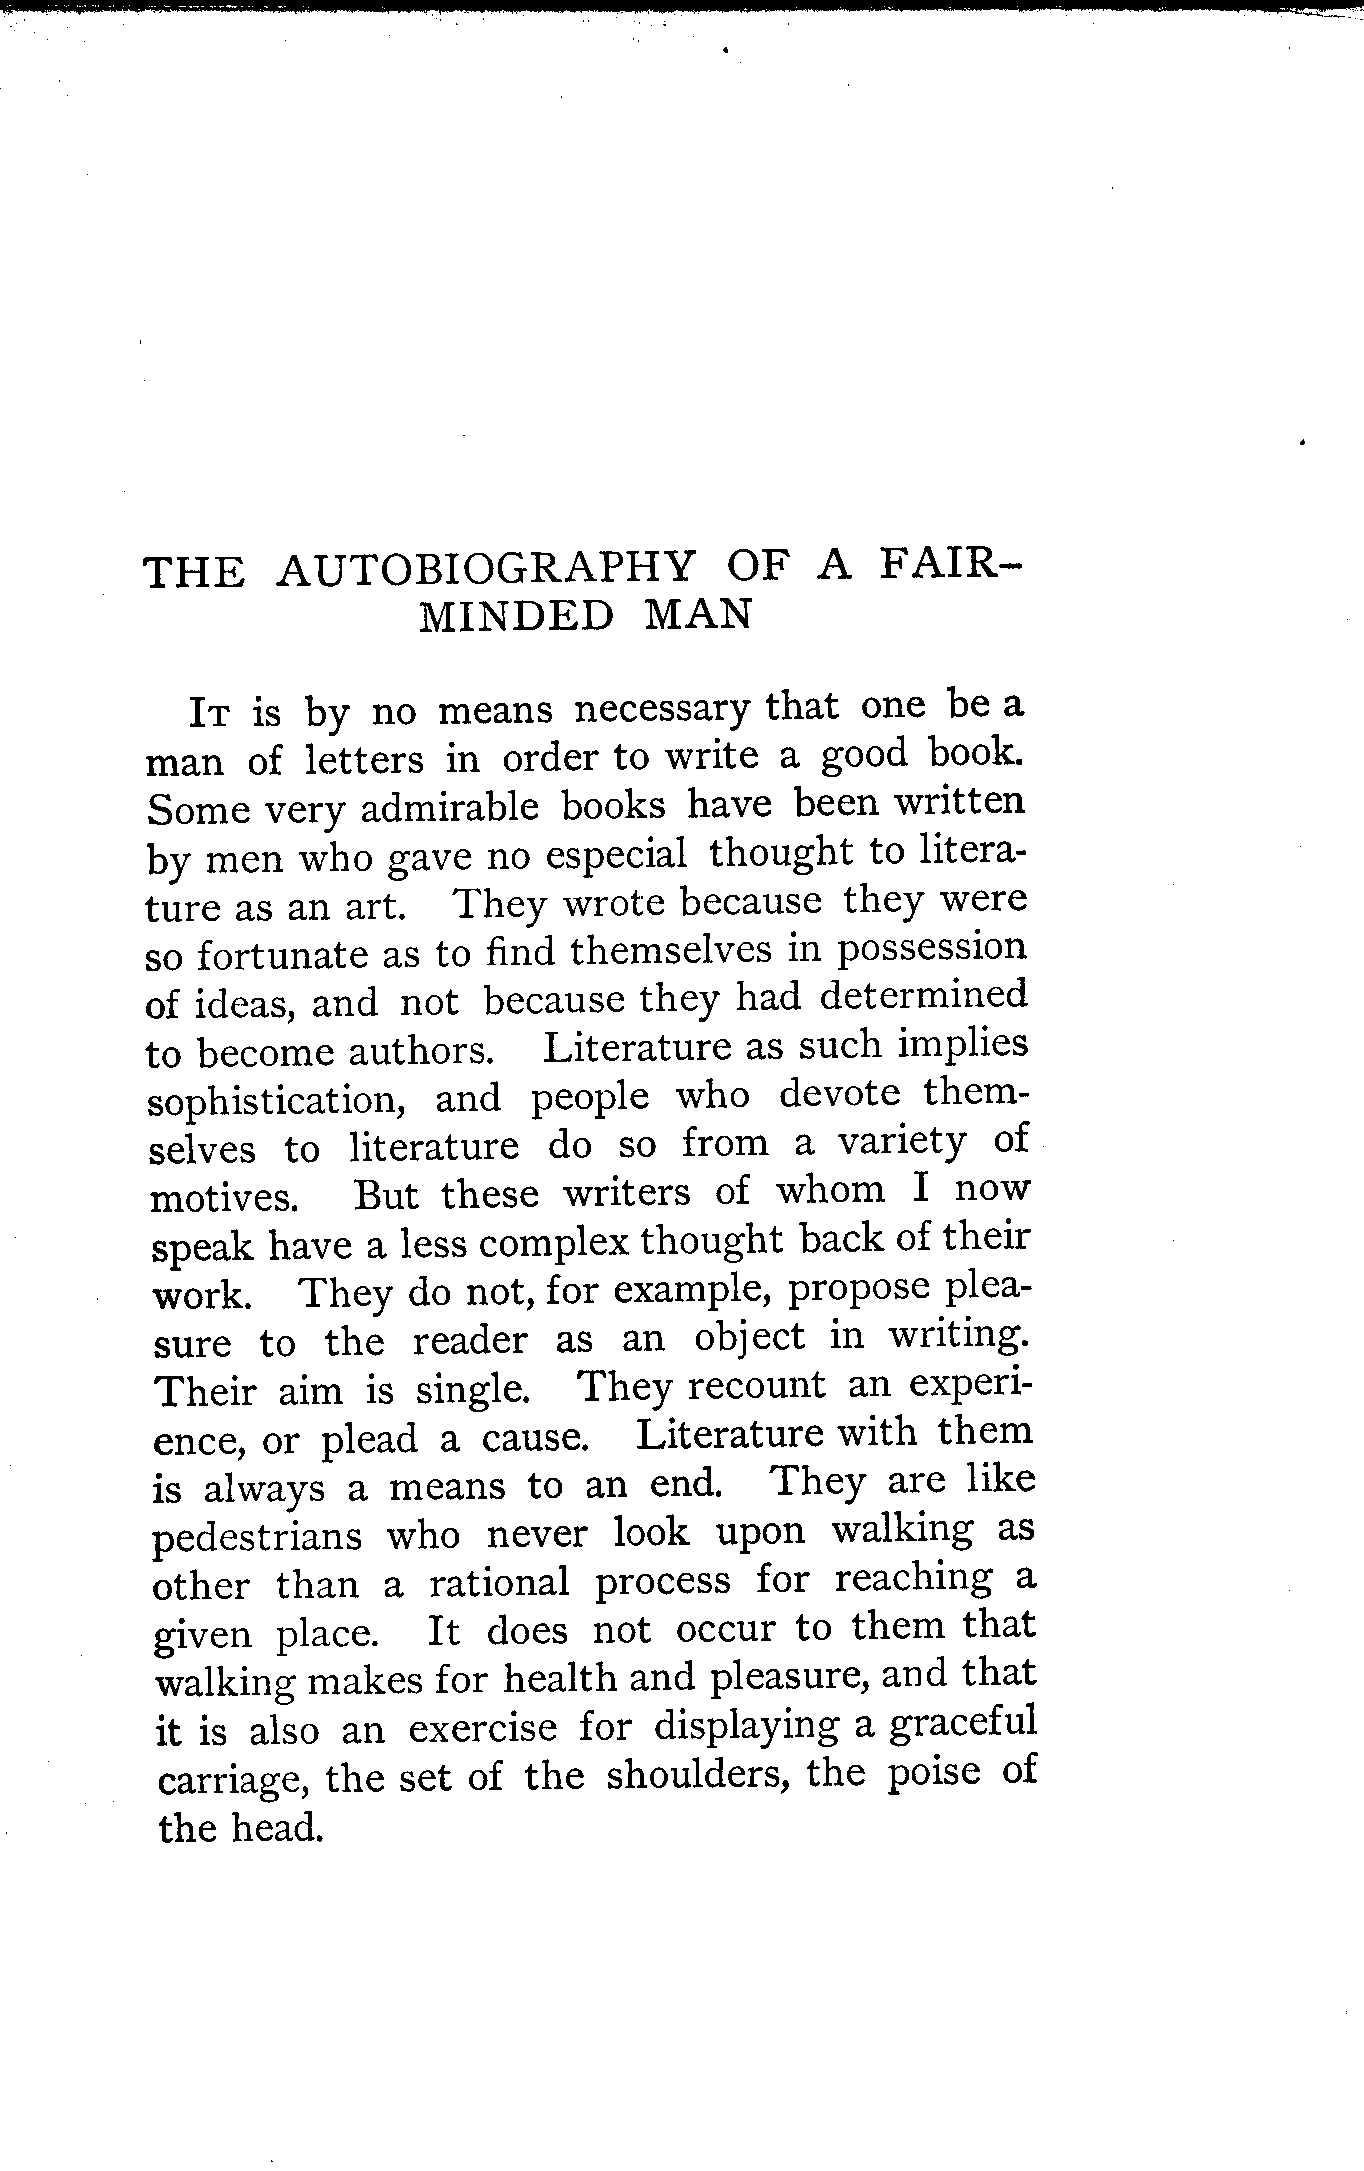 THE AUTOBIOGRAPHY OF A FAIR-
MINDED MAN
IT is by no means necessary that one be a
man of letters in order to write a good book.
Some very admirable books have been written
by men who gave no especial thought to litera-
ture as an art. They wrote because they were
so fortunate as to find themselves in possession
of ideas, and not because they had determined
to become authors. Literature as such implies
sophistication, and people who devote them-
selves to literature do so from a variety of
motives. But these writers of whom I now
speak have a less complex thought back of their
work. They do not, for example, propose plea-
sure to the reader as an object in writing.
Their aim is single. They recount an experi-
ence, or plead a cause. Literature with them
is always a means to an end. They are like
pedestrians who never look upon walking as
other than a rational process for reaching a
given place. It does not occur to them that
walking makes for health and pleasure, and that
it is also an exercise for displaying a graceful
carriage, the set of the shoulders, the poise of
the head.